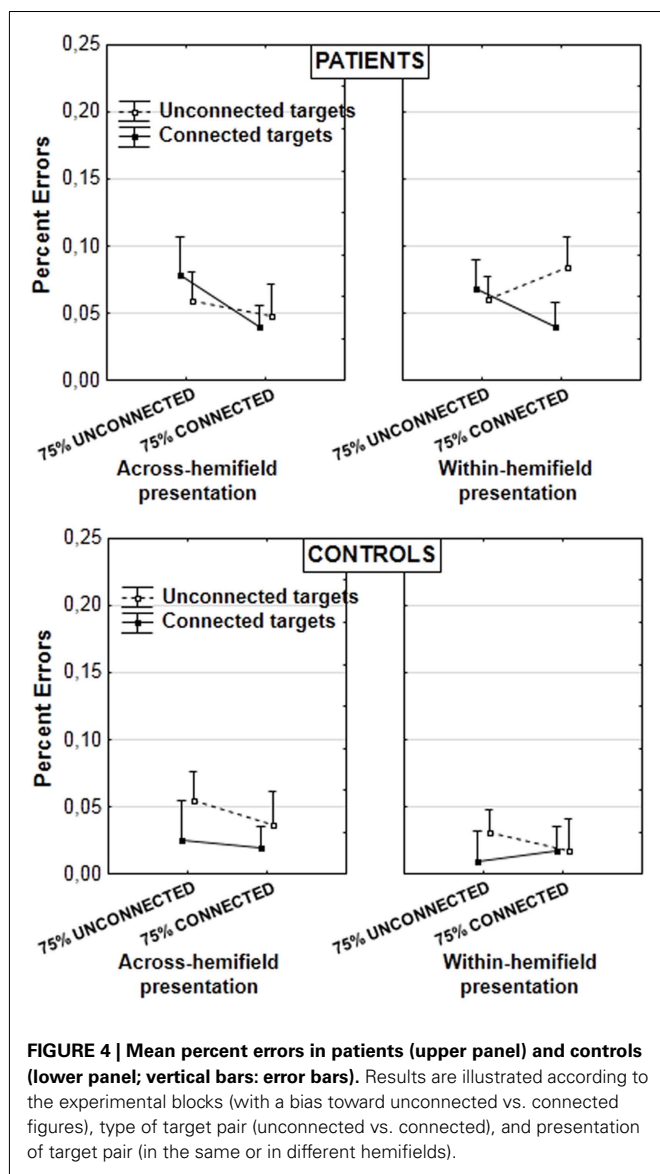 PATIENTS
0,25
0,20
0,15
0,10
0,05
0,00
Percent Errors
Unconnected targets
Connected targets
75% UNCONNECTED
75% CONNECTED
Across-hemifield
presentation
75% UNCONNECTED
75% CONNECTED
Within-hemifield
presentation
CONTROLS
0,25
0,20
0,15
0,10
0,05
0,00
Percent Errors
Unconnected targets
Connected targets
75% UNCONNECTED
75% CONNECTED
Across-hemifield
presentation
75% UNCONNECTED
75% CONNECTED
Within-hemifield
presentation
FIGURE 4 | Mean percent errors in patients (upper panel) and controls
(lower panel; vertical bars: error bars). Results are illustrated according to
the experimental blocks (with a bias toward unconnected vs. connected
figures), type of target pair (unconnected vs. connected), and presentation
of target pair (in the same or in different hemifields).